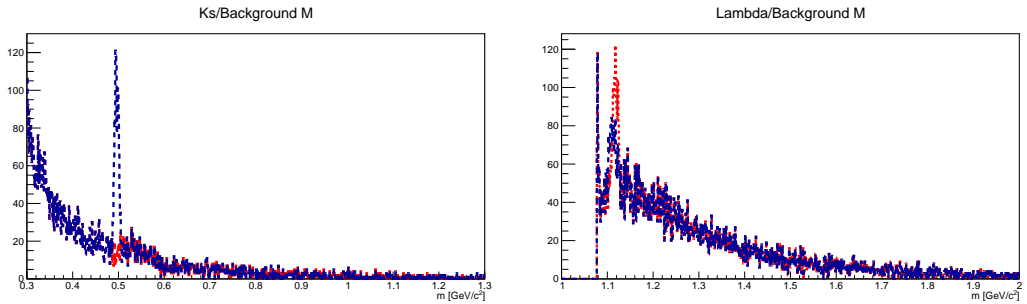 Ks/Background M
120
100
80
60
40
20
0
0.3 0.4 0.5 0.6 0.7 0.8 0.9 1 1.1 1.2 1.3
m [GeV/c²]
Lambda/Background M
120
100
80
60
40
20
0
1 1.1 1.2 1.3 1.4 1.5 1.6 1.7 1.8 1.9 2
m [GeV/c²]